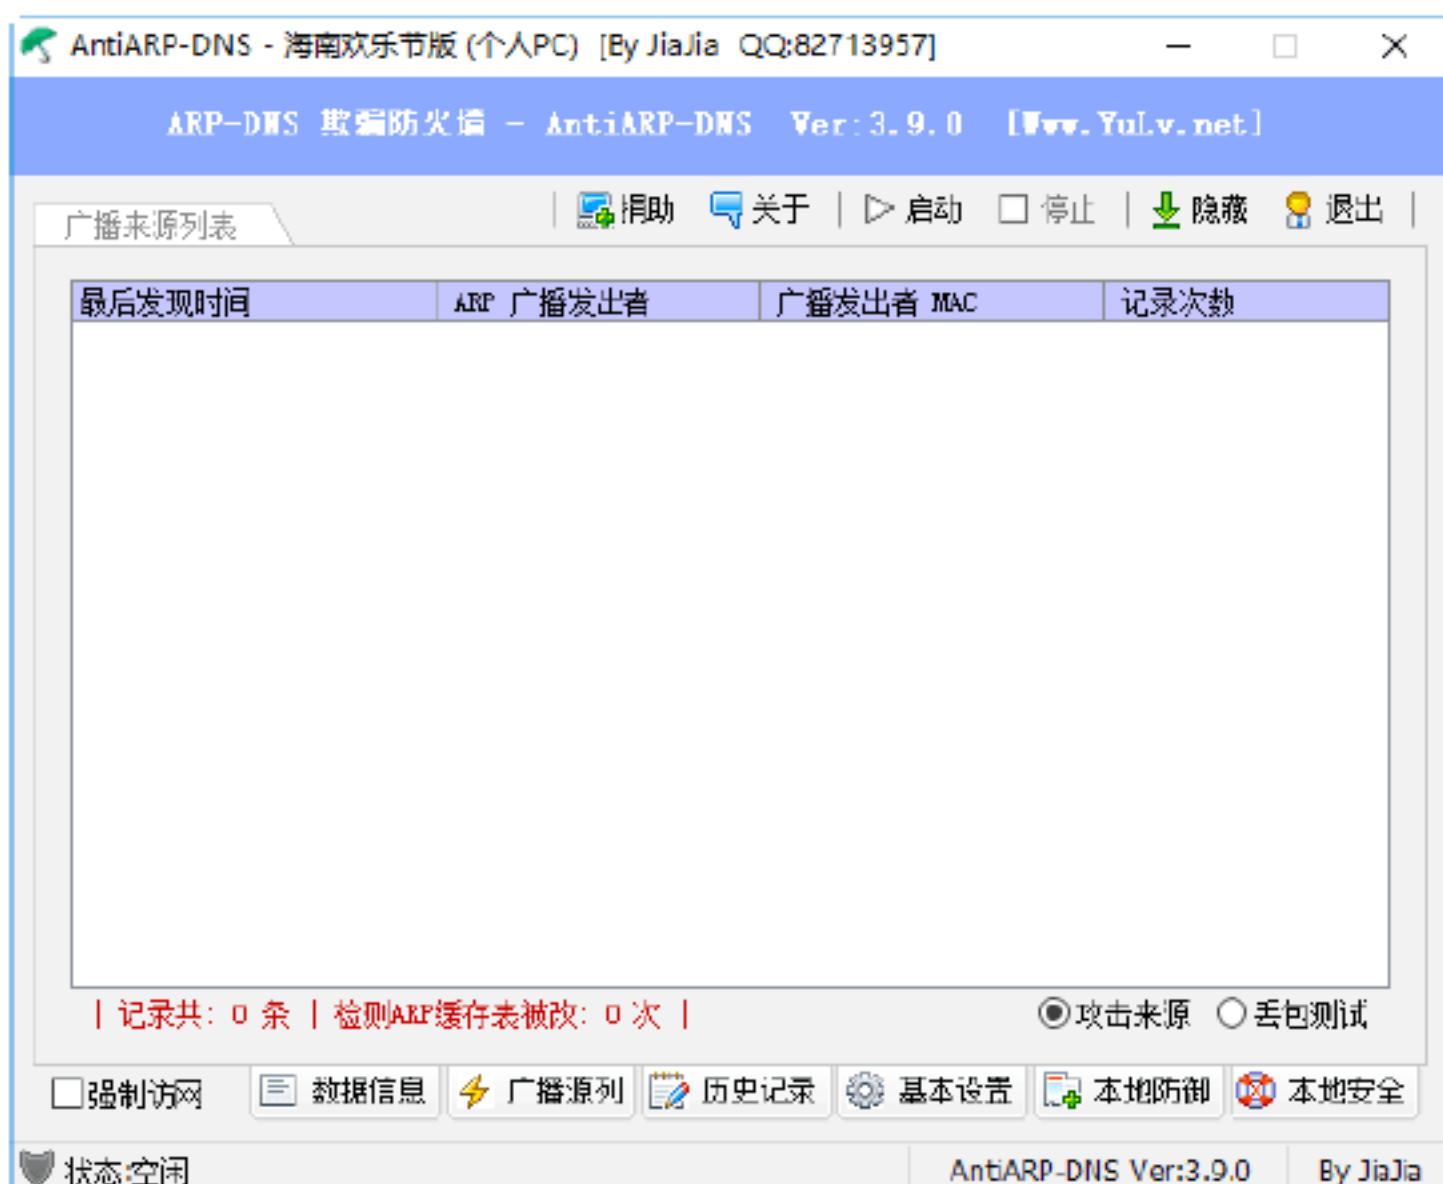 AntiARP-DNS - 海南欢乐节版 (个人PC) [By JiaJia QQ:82713957]
ARP-DNS 欺骗防火墙 - AntiARP-DNS Ver:3.9.0 [Www.YuLv.net]
广播来源列表 | 捐助 关于 | 启动 停止 | 隐藏 退出 |
最后发现时间 ARP 广播发出者 广播发出者 MAC 记录次数
| 记录共: 0 条 | 检测ARP缓存表被改: 0 次 | 攻击来源 丢包测试
强制访网 数据信息 广播源列 历史记录 基本设置 本地防御 本地安全
状态:空闲 AntiARP-DNS Ver:3.9.0 By JiaJia